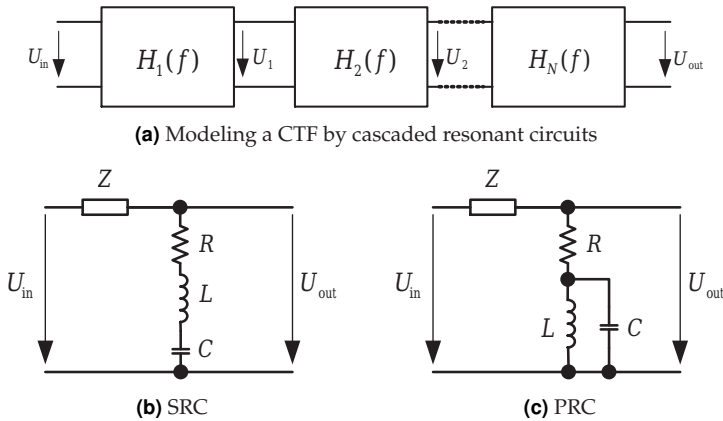 U_in H_1(f) U_1 H_2(f) U_2 H_N(f) U_out
(a) Modeling a CTF by cascaded resonant circuits
Z
R
U_in L U_out
C
(b) SRC
Z
R
U_in L C U_out
(c) PRC